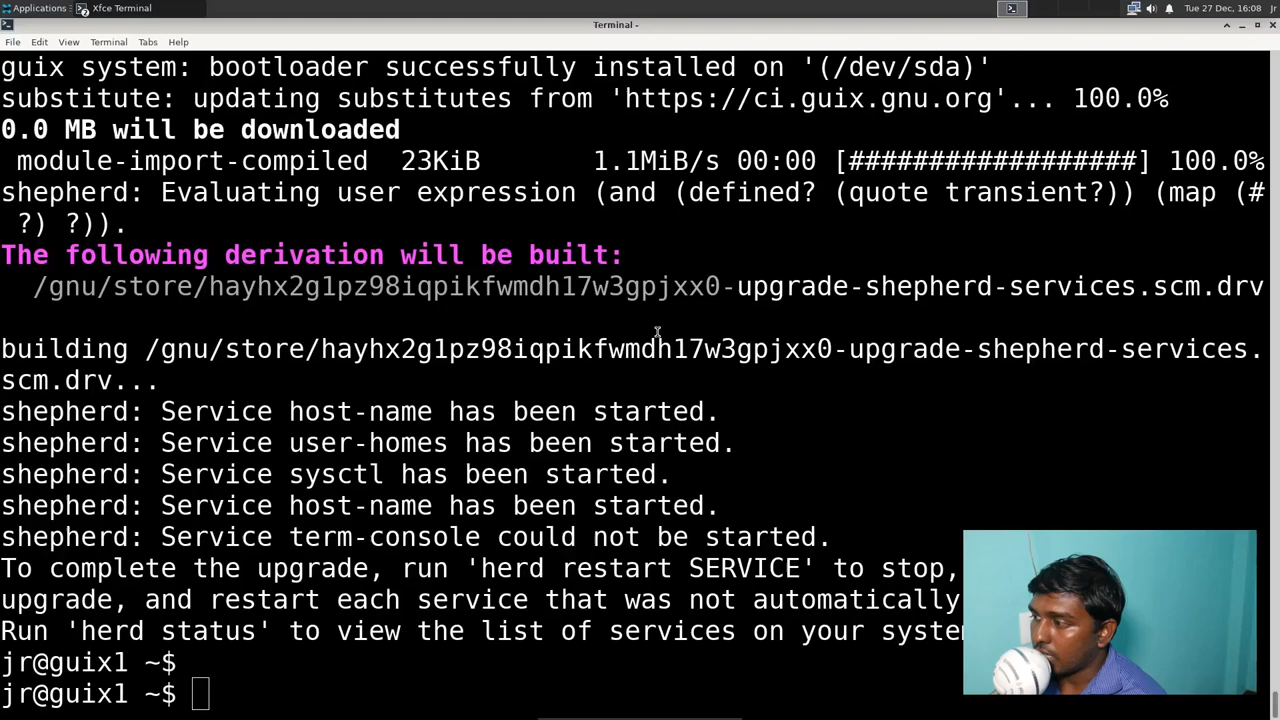 Applications
Xfce Terminal
Tue 27 Dec, 16:08 Jr
Terminal -
File Edit View Terminal Tabs Help
guix system: bootloader successfully installed on '(/dev/sda)'
substitute: updating substitutes from 'https://ci.guix.gnu.org'... 100.0%
0.0 MB will be downloaded
module-import-compiled 23KiB 1.1MiB/s 00:00 [##################] 100.0%
shepherd: Evaluating user expression (and (defined? (quote transient?)) (map (#
?) ?)).
The following derivation will be built:
/gnu/store/hayhx2g1pz98iqpikfwmdh17w3gpjxx0-upgrade-shepherd-services.scm.drv
building /gnu/store/hayhx2g1pz98iqpikfwmdh17w3gpjxx0-upgrade-shepherd-services.
scm.drv...
shepherd: Service host-name has been started.
shepherd: Service user-homes has been started.
shepherd: Service sysctl has been started.
shepherd: Service host-name has been started.
shepherd: Service term-console could not be started.
To complete the upgrade, run 'herd restart SERVICE' to stop,
upgrade, and restart each service that was not automatically
Run 'herd status' to view the list of services on your system
jr@guix1 ~$
jr@guix1 ~$